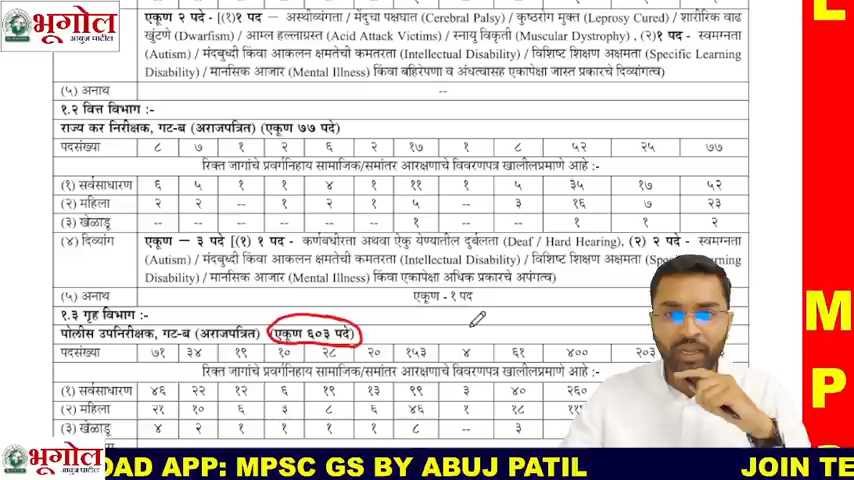 भूगोल
आबुज पाटील
एकूण २ पदे - [(१)१ पद – अस्थीव्यंगता / मेंदुचा पक्षघात (Cerebral Palsy) / कुष्ठरोग मुक्त (Leprosy Cured) / शारीरिक वाढ
खुंटणे (Dwarfism) / आम्ल हल्लाग्रस्त (Acid Attack Victims) / स्नायु विकृती (Muscular Dystrophy), (२)१ पद - स्वमग्नता
(Autism) / मंदबुध्दी किंवा आकलन क्षमतेची कमतरता (Intellectual Disability) / विशिष्ट शिक्षण अक्षमता (Specific Learning
Disability) / मानसिक आजार (Mental Illness) किंवा बहिरेपणा व अंधत्वासह एकापेक्षा जास्त प्रकारचे दिव्यांगत्व)
(५) अनाथ --
१.२ वित्त विभाग :-
राज्य कर निरीक्षक, गट-ब (अराजपत्रित) (एकूण ७७ पदे)
पदसंख्या ८ ७ १ २ ६ २ १७ १ ८ ५२ २५ ७७
रिक्त जागांचे प्रवर्गनिहाय सामाजिक/समांतर आरक्षणाचे विवरणपत्र खालीलप्रमाणे आहे :-
(१) सर्वसाधारण ६ ५ १ १ ४ १ ११ १ ५ ३५ १७ ५२
(२) महिला २ २ -- १ २ १ ५ -- ३ १६ ७ २३
(३) खेळाडू -- -- -- -- -- -- १ -- -- १ १ २
(४) दिव्यांग एकूण – ३ पदे [(१) १ पद - कर्णबधीरता अथवा ऐकु येण्यातील दुर्बलता (Deaf / Hard Hearing), (२) २ पदे - स्वमग्नता
(Autism) / मंदबुध्दी किंवा आकलन क्षमतेची कमतरता (Intellectual Disability) / विशिष्ट शिक्षण अक्षमता
Disability) / मानसिक आजार (Mental Illness) किंवा एकापेक्षा अधिक प्रकारचे अपंगत्व)
(५) अनाथ एकूण - १ पद
१.३ गृह विभाग :-
पोलीस उपनिरीक्षक, गट-ब (अराजपत्रित) (एकूण ६०३ पदे)
पदसंख्या ७१ ३४ १९ १० २८ २० १५३ ४ ६१ ४०० २०३
रिक्त जागांचे प्रवर्गनिहाय सामाजिक/समांतर आरक्षणाचे विवरणपत्र खालीलप्रमाणे आहे :-
(१) सर्वसाधारण ४६ २२ १२ ६ १९ १३ ९९ ३ ४० २६०
(२) महिला २१ १० ६ ३ ८ ६ ४६ १ १८
(३) खेळाडू ४ २ १ १ १ १ ८ -- ३
L
M
P
भूगोल
आबुज पाटील
OAD APP: MPSC GS BY ABUJ PATIL
JOIN TE